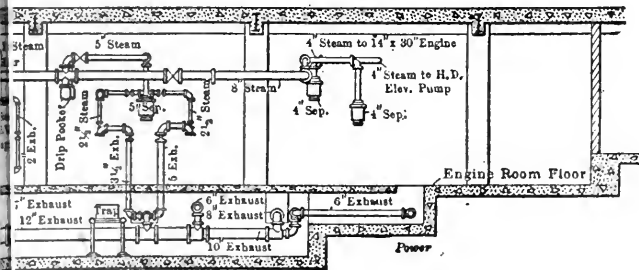 Steam
5" Steam
4" Steam to 14" x 30" Engine
4" Steam to H.D.
Elev. Pump
8" Steam
Drip Pocket
2½" Steam
5" Sep.
2½" Steam
4" Sep.
4" Sep.
2" Exh.
3½" Exh.
5 Exh.
Engine Room Floor
" Exhaust
12" Exhaust
Trap
6" Exhaust
8" Exhaust
10" Exhaust
6" Exhaust
Power